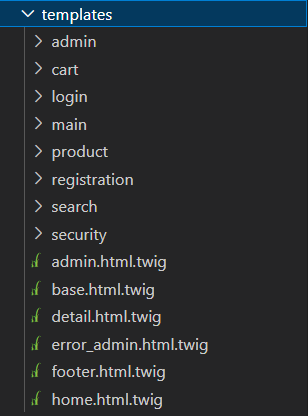 templates
admin
cart
login
main
product
registration
search
security
admin.html.twig
base.html.twig
detail.html.twig
error_admin.html.twig
footer.html.twig
home.html.twig